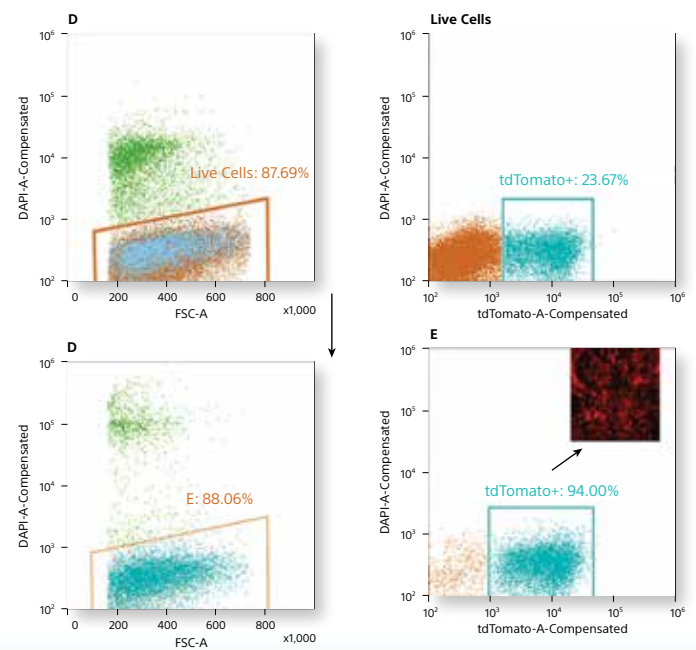 D
10⁶
10⁵
10⁴
10³
10²
DAPI-A-Compensated
Live Cells: 87.69%
0 200 400 600 800
x1,000
FSC-A
Live Cells
10⁶
10⁵
10⁴
10³
10²
DAPI-A-Compensated
tdTomato+: 23.67%
10² 10³ 10⁴ 10⁵ 10⁶
tdTomato-A-Compensated
D
10⁶
10⁵
10⁴
10³
10²
DAPI-A-Compensated
E: 88.06%
0 200 400 600 800
x1,000
FSC-A
E
10⁶
10⁵
10⁴
10³
10²
DAPI-A-Compensated
tdTomato+: 94.00%
10² 10³ 10⁴ 10⁵ 10⁶
tdTomato-A-Compensated